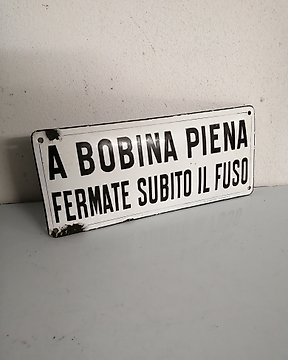 A BOBINA PIENA
FERMATE SUBITO IL FUSO